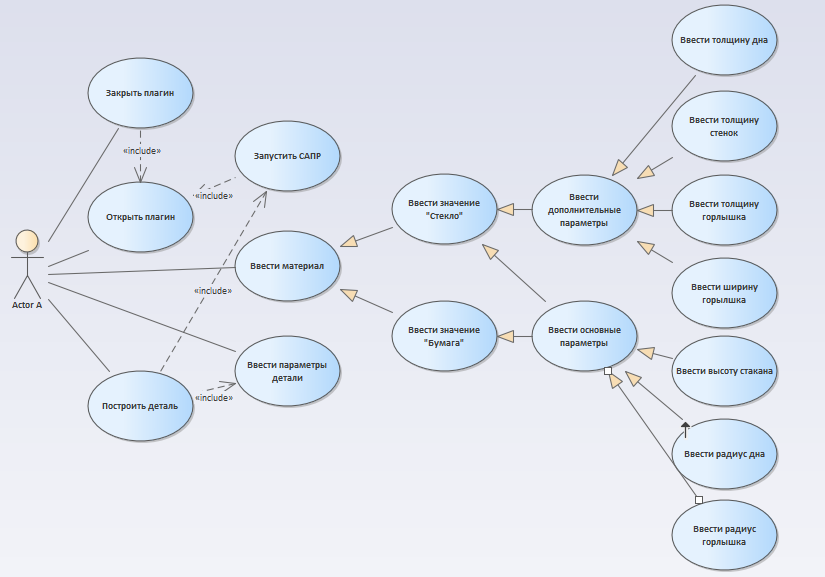 Ввести толщину дна
Закрыть плагин
Ввести толщину
стенок
«include»
Запустить САПР
Открыть плагин
«include»
Ввести значение
"Стекло"
Ввести
дополнительные
параметры
Ввести толщину
горлышка
Actor A
Ввести материал
«include»
Ввести ширину
горылшка
Ввести значение
"Бумага"
Ввести основные
параметры
Ввести параметры
детали
Ввести высоту стакана
«include»
Построить деталь
Ввести радиус дна
Ввести радиус
горлышка